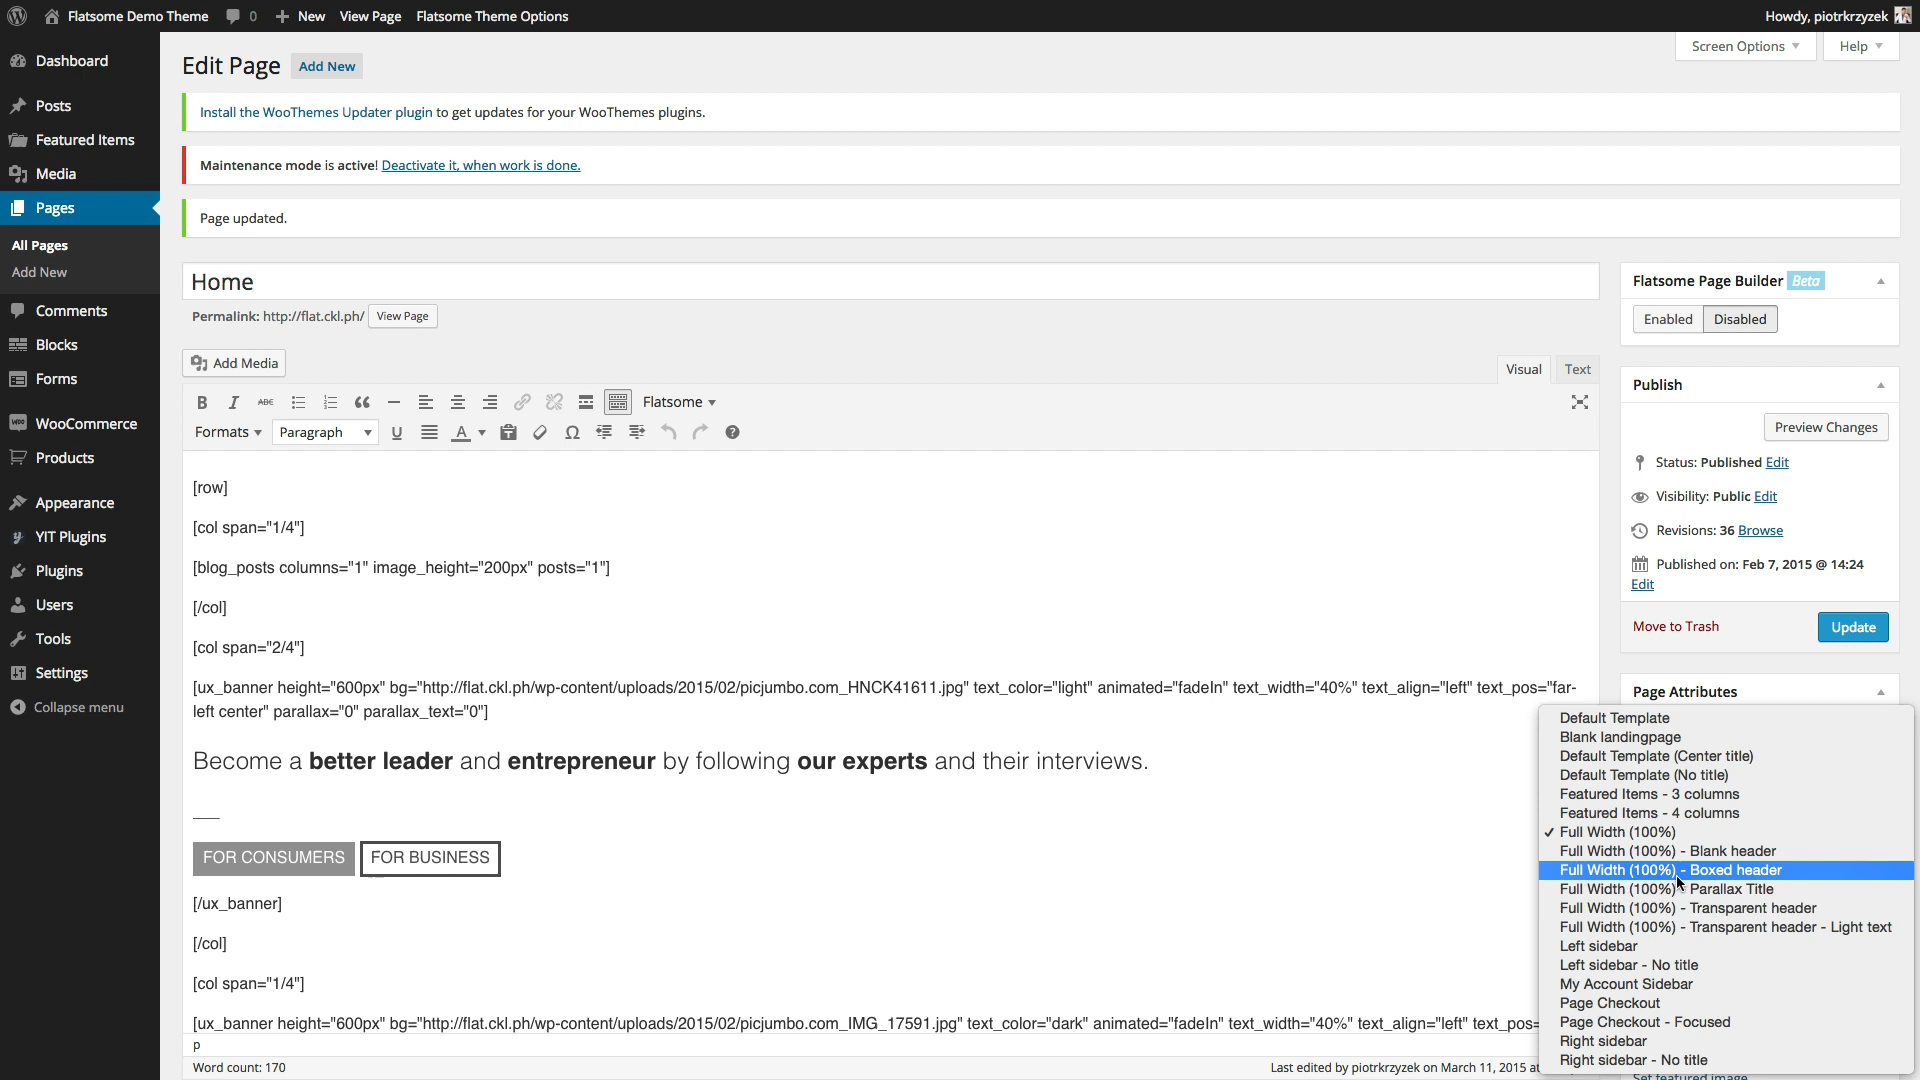 Flatsome Demo Theme 0 New View Page Flatsome Theme Options Howdy, piotrkrzyzek
Screen Options Help
Dashboard
Posts
Featured Items
Media
Pages
All Pages
Add New
Comments
Blocks
Forms
WooCommerce
Products
Appearance
YIT Plugins
Plugins
Users
Tools
Settings
Collapse menu
Edit Page Add New
Install the WooThemes Updater plugin to get updates for your WooThemes plugins.
Maintenance mode is active! Deactivate it, when work is done.
Page updated.
Home
Permalink: http://flat.ckl.ph/ View Page
Add Media
Visual Text
B I ABC Flatsome
Formats Paragraph U A Ω
[row]
[col span="1/4"]
[blog_posts columns="1" image_height="200px" posts="1"]
[/col]
[col span="2/4"]
[ux_banner height="600px" bg="http://flat.ckl.ph/wp-content/uploads/2015/02/picjumbo.com_HNCK41611.jpg" text_color="light" animated="fadeIn" text_width="40%" text_align="left" text_pos="far-
left center" parallax="0" parallax_text="0"]
Become a better leader and entrepreneur by following our experts and their interviews.
FOR CONSUMERS FOR BUSINESS
[/ux_banner]
[/col]
[col span="1/4"]
[ux_banner height="600px" bg="http://flat.ckl.ph/wp-content/uploads/2015/02/picjumbo.com_IMG_17591.jpg" text_color="dark" animated="fadeIn" text_width="40%" text_align="left" text_pos=
p
Word count: 170
Last edited by piotrkrzyzek on March 11, 2015 at
Flatsome Page Builder Beta
Enabled Disabled
Publish
Preview Changes
Status: Published Edit
Visibility: Public Edit
Revisions: 36 Browse
Published on: Feb 7, 2015 @ 14:24
Edit
Move to Trash Update
Page Attributes
Default Template
Blank landingpage
Default Template (Center title)
Default Template (No title)
Featured Items - 3 columns
Featured Items - 4 columns
✓ Full Width (100%)
Full Width (100%) - Blank header
Full Width (100%) - Boxed header
Full Width (100%) - Parallax Title
Full Width (100%) - Transparent header
Full Width (100%) - Transparent header - Light text
Left sidebar
Left sidebar - No title
My Account Sidebar
Page Checkout
Page Checkout - Focused
Right sidebar
Right sidebar - No title
Set featured image